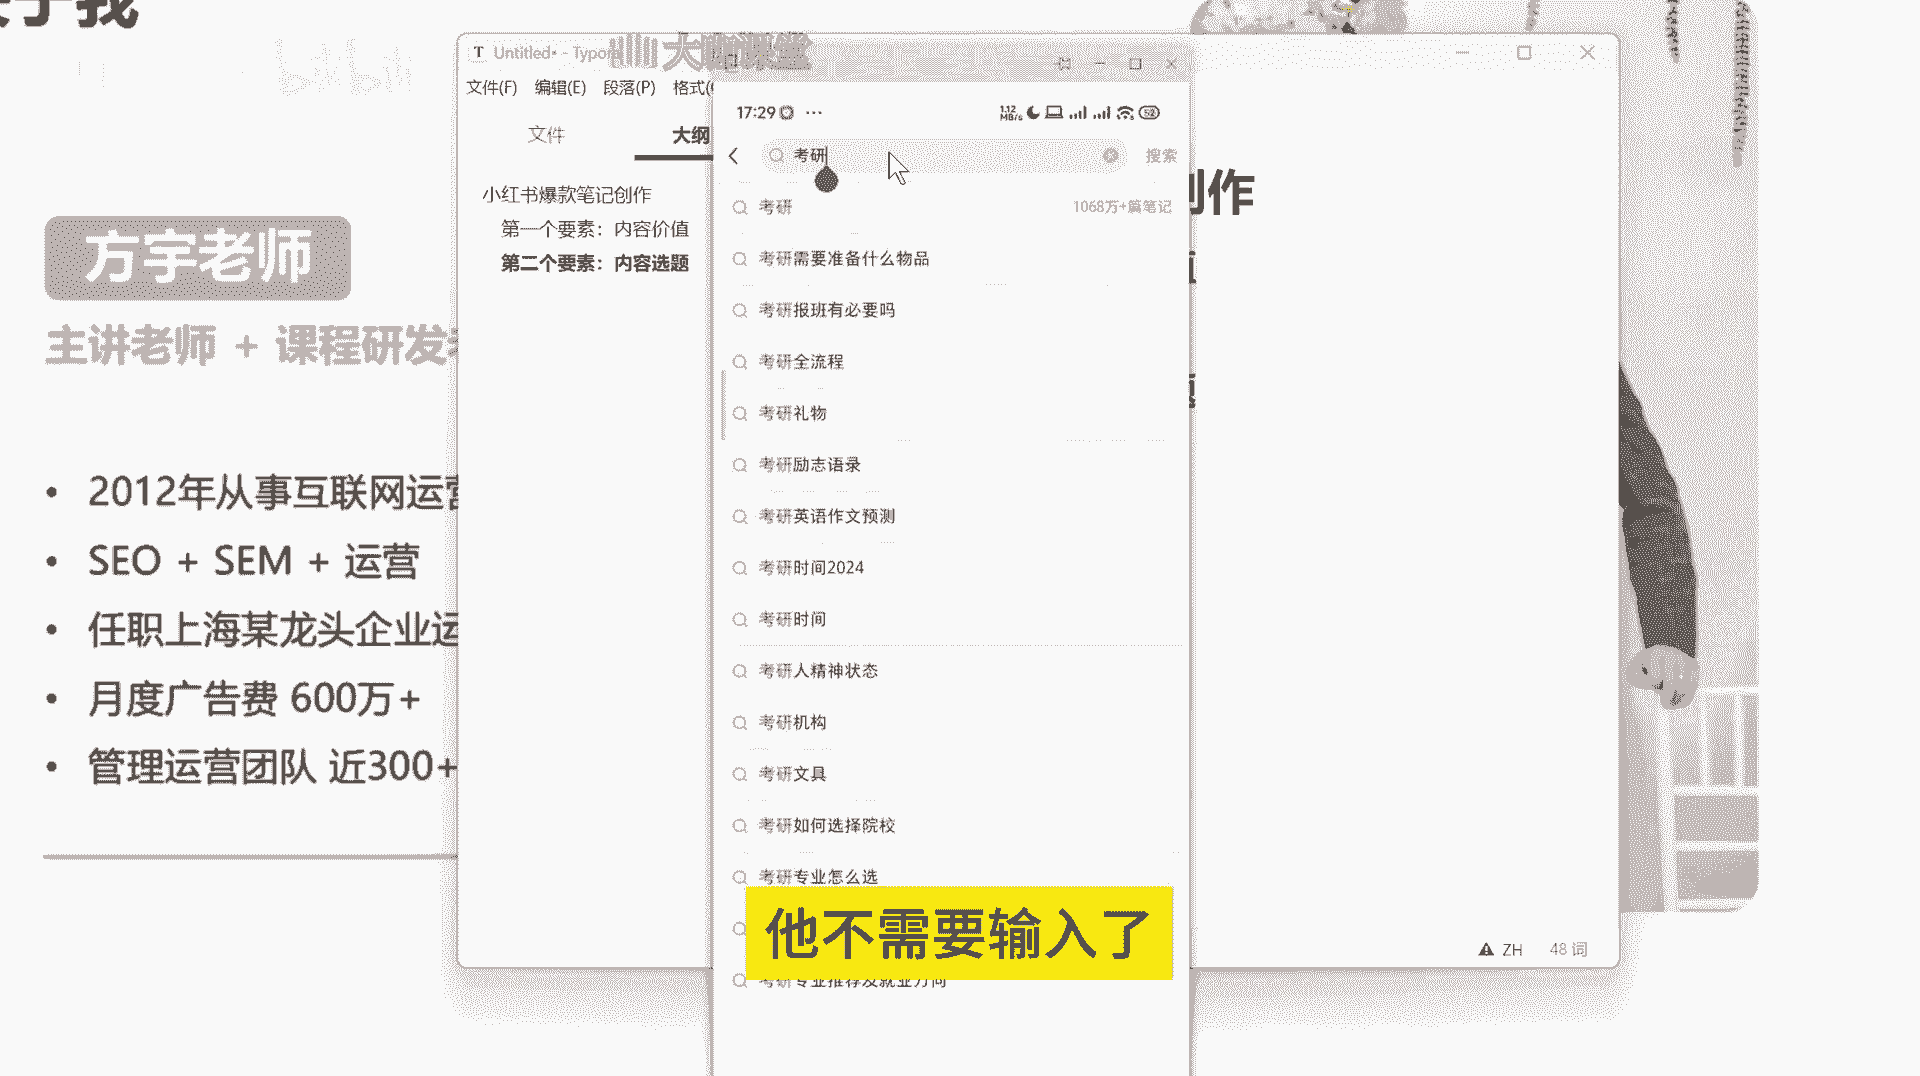 T Untitled• - Typora
大咖课堂
文件(F) 编辑(E) 段落(P) 格式(
17:29 ...
1.12 MB/s
52
文件
大纲
考研
搜索
小红书爆款笔记创作
第一个要素：内容价值
第二个要素：内容选题
创作
方宇老师
主讲老师 + 课程研发
考研
1068万+篇笔记
考研需要准备什么物品
考研报班有必要吗
考研全流程
考研礼物
考研励志语录
考研英语作文预测
考研时间2024
考研时间
考研人精神状态
考研机构
考研文具
考研如何选择院校
考研专业怎么选
考研专业推荐及就业方向
• 2012年从事互联网运营
• SEO + SEM + 运营
• 任职上海某龙头企业运
• 月度广告费 600万+
• 管理运营团队 近300+
他不需要输入了
ZH
48 词
bilibili